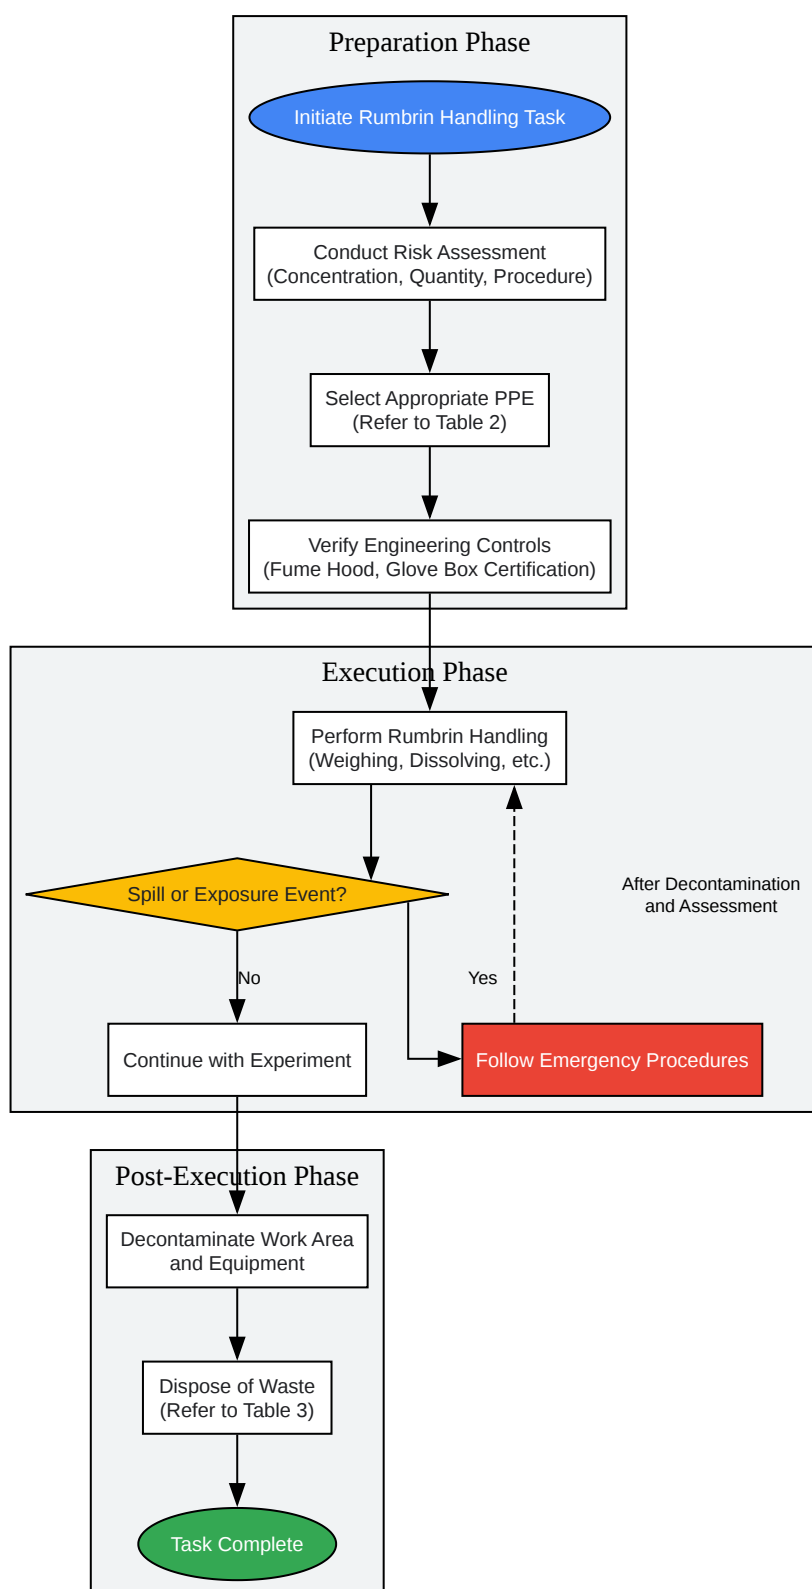 Preparation Phase
Initiate Rumbrin Handling Task
Conduct Risk Assessment
(Concentration, Quantity, Procedure)
Select Appropriate PPE
(Refer to Table 2)
Verify Engineering Controls
(Fume Hood, Glove Box Certification)
Execution Phase
Perform Rumbrin Handling
(Weighing, Dissolving, etc.)
Spill or Exposure Event?
After Decontamination
and Assessment
No
Yes
Continue with Experiment
Follow Emergency Procedures
Post-Execution Phase
Decontaminate Work Area
and Equipment
Dispose of Waste
(Refer to Table 3)
Task Complete